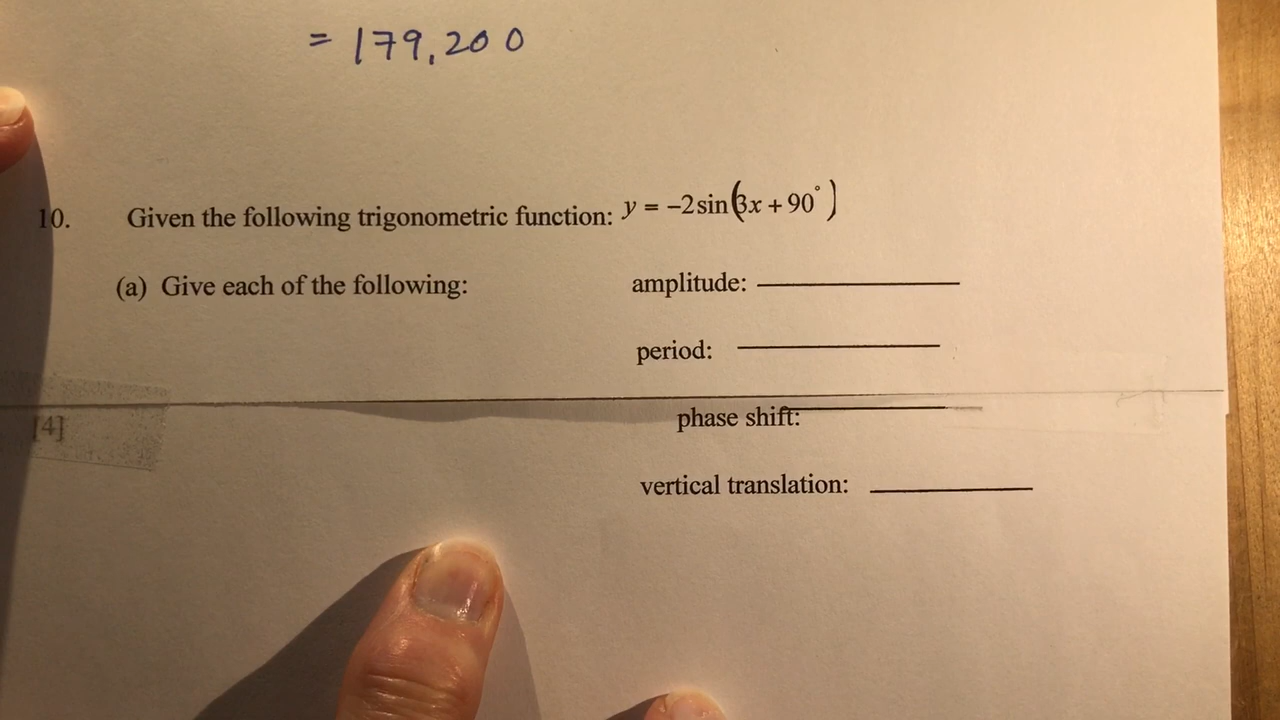 = 179,200
10. Given the following trigonometric function: y = −2sin(3x + 90°)
(a) Give each of the following: amplitude:
period:
[4] phase shift:
vertical translation: